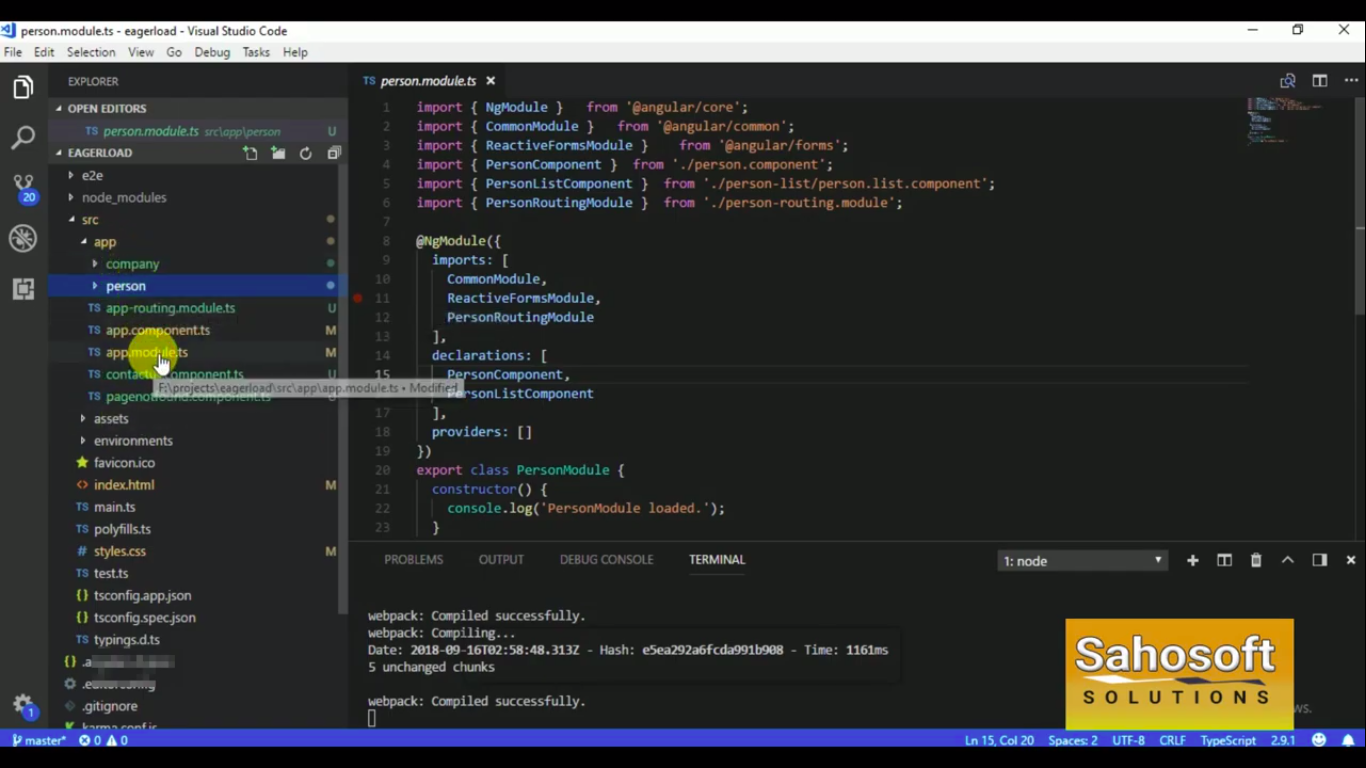 person.module.ts - eagerload - Visual Studio Code
File Edit Selection View Go Debug Tasks Help
EXPLORER
OPEN EDITORS
TS person.module.ts src\app\person U
EAGERLOAD
e2e
node_modules
src
app
company
person
TS app-routing.module.ts U
TS app.component.ts M
TS app.module.ts M
TS contactus.component.ts U
F:\projects\eagerload\src\app\app.module.ts • Modified
TS pagenotfound.component.ts
assets
environments
favicon.ico
<> index.html M
TS main.ts
TS polyfills.ts
# styles.css M
TS test.ts
{} tsconfig.app.json
{} tsconfig.spec.json
TS typings.d.ts
{}
.editorconfig
.gitignore
karma.conf.js
20
1
TS person.module.ts
1 import { NgModule } from '@angular/core';
2 import { CommonModule } from '@angular/common';
3 import { ReactiveFormsModule } from '@angular/forms';
4 import { PersonComponent } from './person.component';
5 import { PersonListComponent } from './person-list/person.list.component';
6 import { PersonRoutingModule } from './person-routing.module';
7
8 @NgModule({
9 imports: [
10 CommonModule,
11 ReactiveFormsModule,
12 PersonRoutingModule
13 ],
14 declarations: [
15 PersonComponent,
PersonListComponent
17 ],
18 providers: []
19 })
20 export class PersonModule {
21 constructor() {
22 console.log('PersonModule loaded.');
23 }
PROBLEMS OUTPUT DEBUG CONSOLE TERMINAL 1: node
webpack: Compiled successfully.
webpack: Compiling...
Date: 2018-09-16T02:58:48.313Z - Hash: e5ea292a6fcda991b908 - Time: 1161ms
5 unchanged chunks
webpack: Compiled successfully.
Sahosoft
SOLUTIONS
ws.
master* 0 0 Ln 15, Col 20 Spaces: 2 UTF-8 CRLF TypeScript 2.9.1